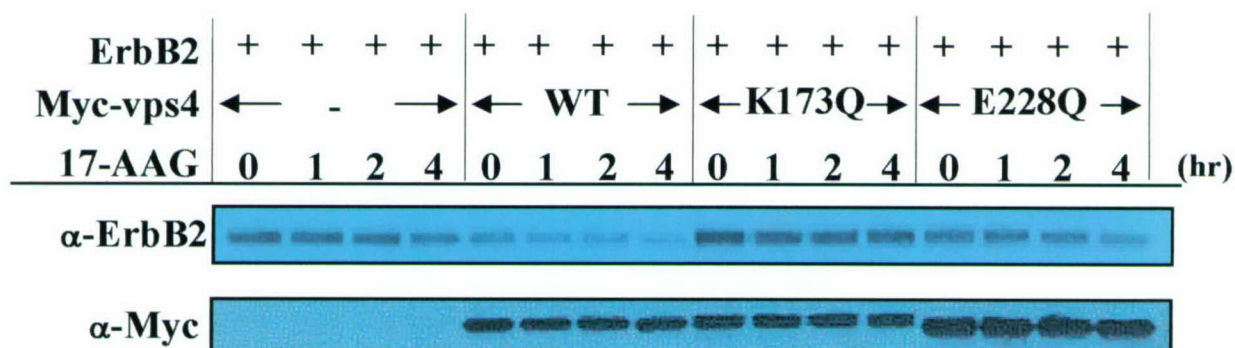 ErbB2 + + + + + + + + + + + + + + + +
Myc-vps4 - WT K173Q E228Q
17-AAG 0 1 2 4 0 1 2 4 0 1 2 4 0 1 2 4 (hr)
α-ErbB2
α-Myc